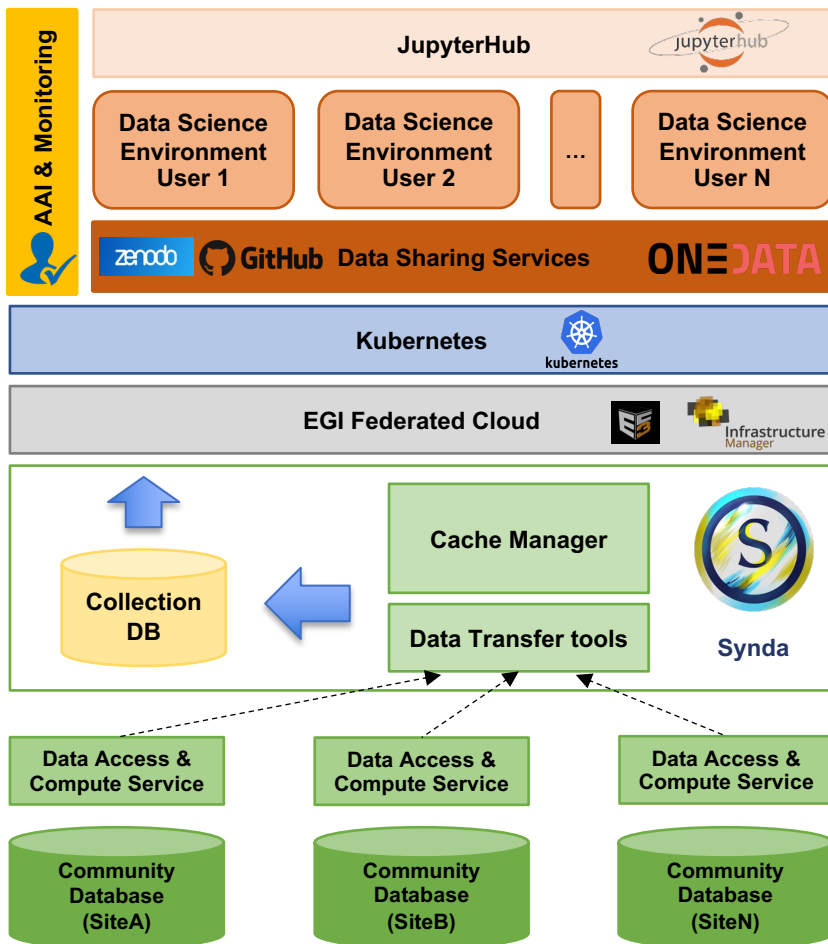 AAI & Monitoring
JupyterHub
jupyterhub
Data Science
Environment
User 1
Data Science
Environment
User 2
...
Data Science
Environment
User N
zenodo
GitHub
Data Sharing Services
ONEDATA
Kubernetes
kubernetes
EGI Federated Cloud
EC3
Infrastructure
Manager
Cache Manager
S
Collection
DB
Data Transfer tools
Synda
Data Access &
Compute Service
Data Access &
Compute Service
Data Access &
Compute Service
Community
Database
(SiteA)
Community
Database
(SiteB)
Community
Database
(SiteN)